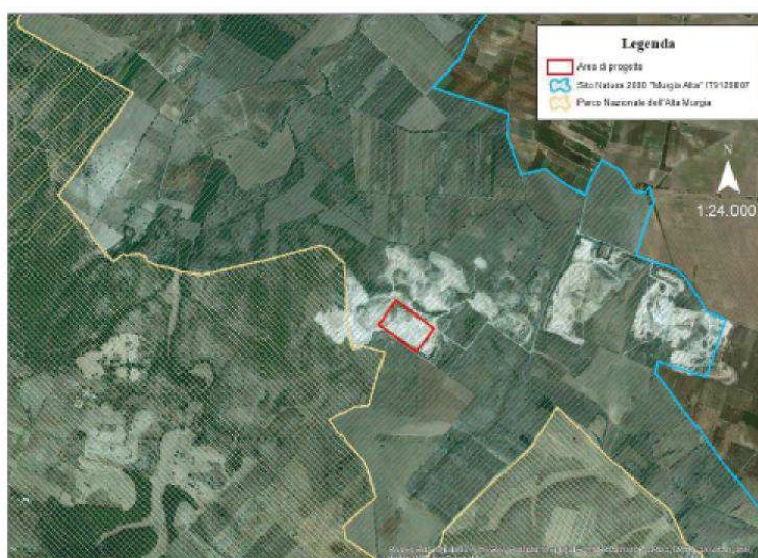 Legenda
Area di progetto
Sito Natura 2000 "Murgia Alta" IT9120007
Parco Nazionale dell'Alta Murgia
N
1:24.000